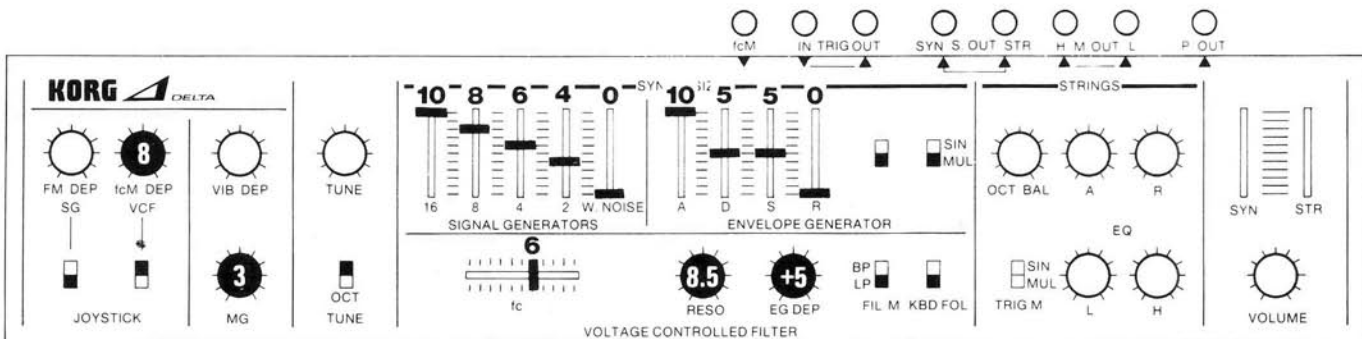 fcM IN TRIG OUT SYN S. OUT STR H M OUT L P OUT
KORG DELTA
SYN SIZ
STRINGS
10 8 6 4 0
10 5 5 0
8
SIN
MUL
FM DEP fcM DEP VIB DEP TUNE
16 8 4 2 W. NOISE
A D S R
OCT BAL A R
SG VCF
SIGNAL GENERATORS
ENVELOPE GENERATOR
SYN STR
EQ
6
3
8.5
+5
BP
LP
SIN
MUL
OCT
fc RESO EG DEP FIL M KBD FOL
TRIG M L H
JOYSTICK MG TUNE
VOLTAGE CONTROLLED FILTER
VOLUME